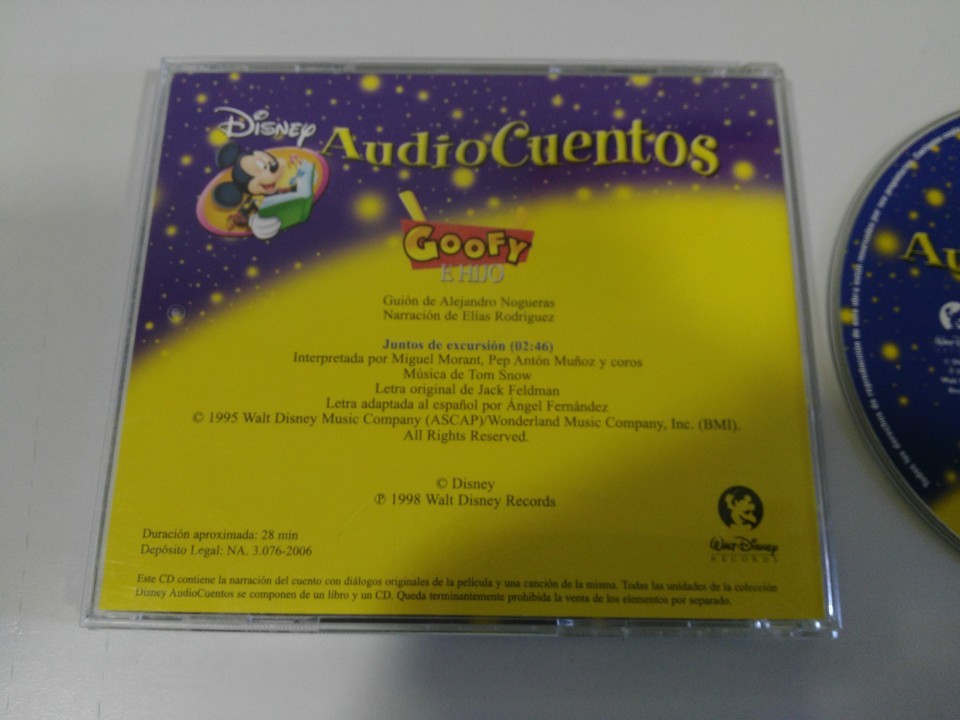 Disney
AudioCuentos
GOOFY
E HIJO
Guión de Alejandro Nogueras
Narración de Elías Rodríguez
Juntos de excursión (02:46)
Interpretada por Miguel Morant, Pep Antón Muñoz y coros
Música de Tom Snow
Letra original de Jack Feldman
Letra adaptada al español por Ángel Fernández
© 1995 Walt Disney Music Company (ASCAP)/Wonderland Music Company, Inc. (BMI).
All Rights Reserved.
© Disney
℗ 1998 Walt Disney Records
Duración aproximada: 28 min
Depósito Legal: NA. 3.076-2006
WALT DISNEY
RECORDS
Este CD contiene la narración del cuento con diálogos originales de la película y una canción de la misma. Todas las unidades de la colección
Disney AudioCuentos se componen de un libro y un CD. Queda terminantemente prohibida la venta de los elementos por separado.